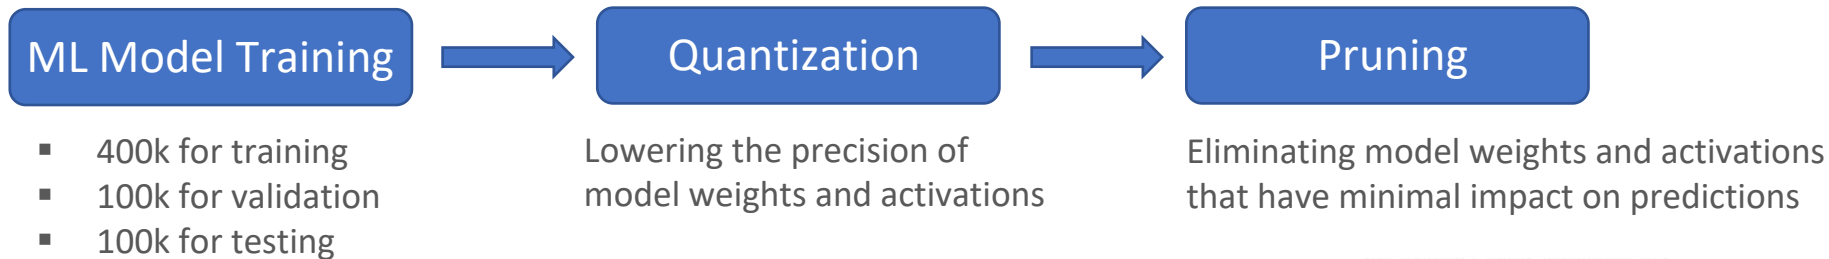 ML Model Training
Quantization
Pruning
▪ 400k for training
▪ 100k for validation
▪ 100k for testing
Lowering the precision of
model weights and activations
Eliminating model weights and activations
that have minimal impact on predictions